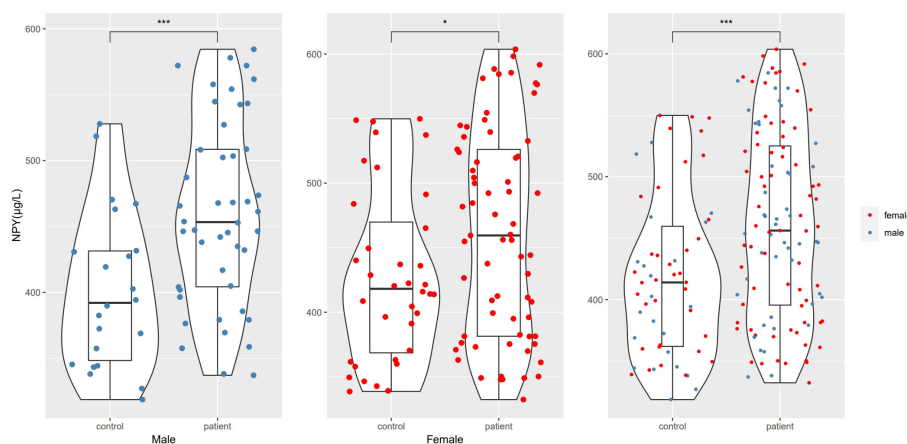 ***
*
***
NPY(μg/L)
600
500
400
600
500
400
600
500
400
control
patient
control
patient
control
patient
Male
Female
female
male